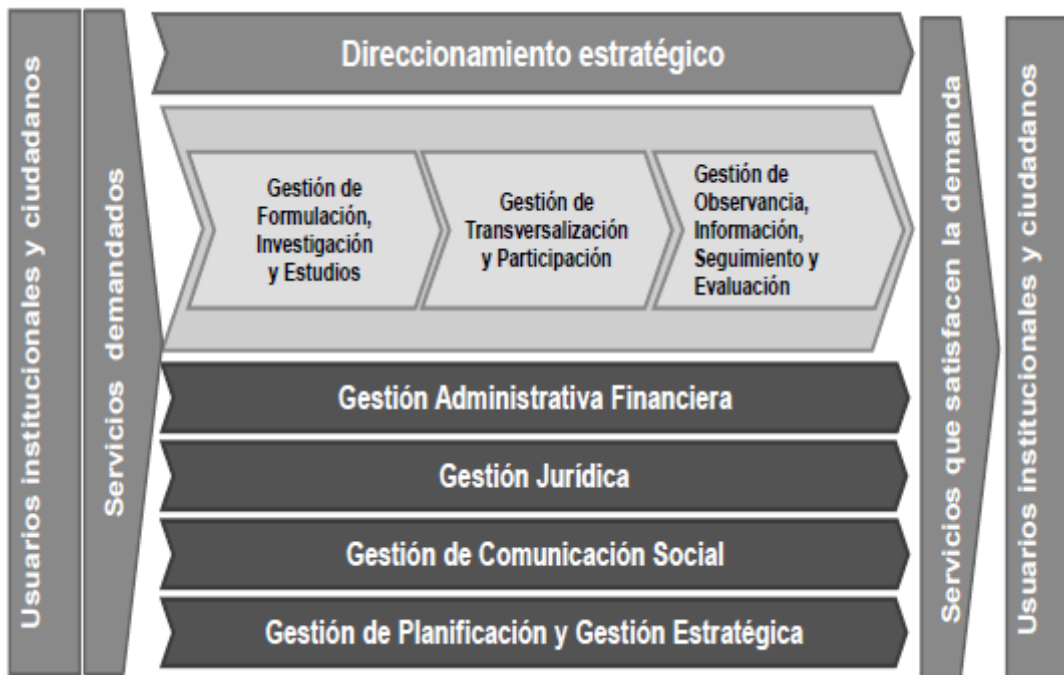 Usuarios institucionales y ciudadanos
Servicios demandados
Direccionamiento estratégico
Gestión de
Formulación,
Investigación
y Estudios
Gestión de
Transversalización
y Participación
Gestión de
Observancia,
Información,
Seguimiento y
Evaluación
Gestión Administrativa Financiera
Gestión Jurídica
Gestión de Comunicación Social
Gestión de Planificación y Gestión Estratégica
Servicios que satisfacen la demanda
Usuarios institucionales y ciudadanos